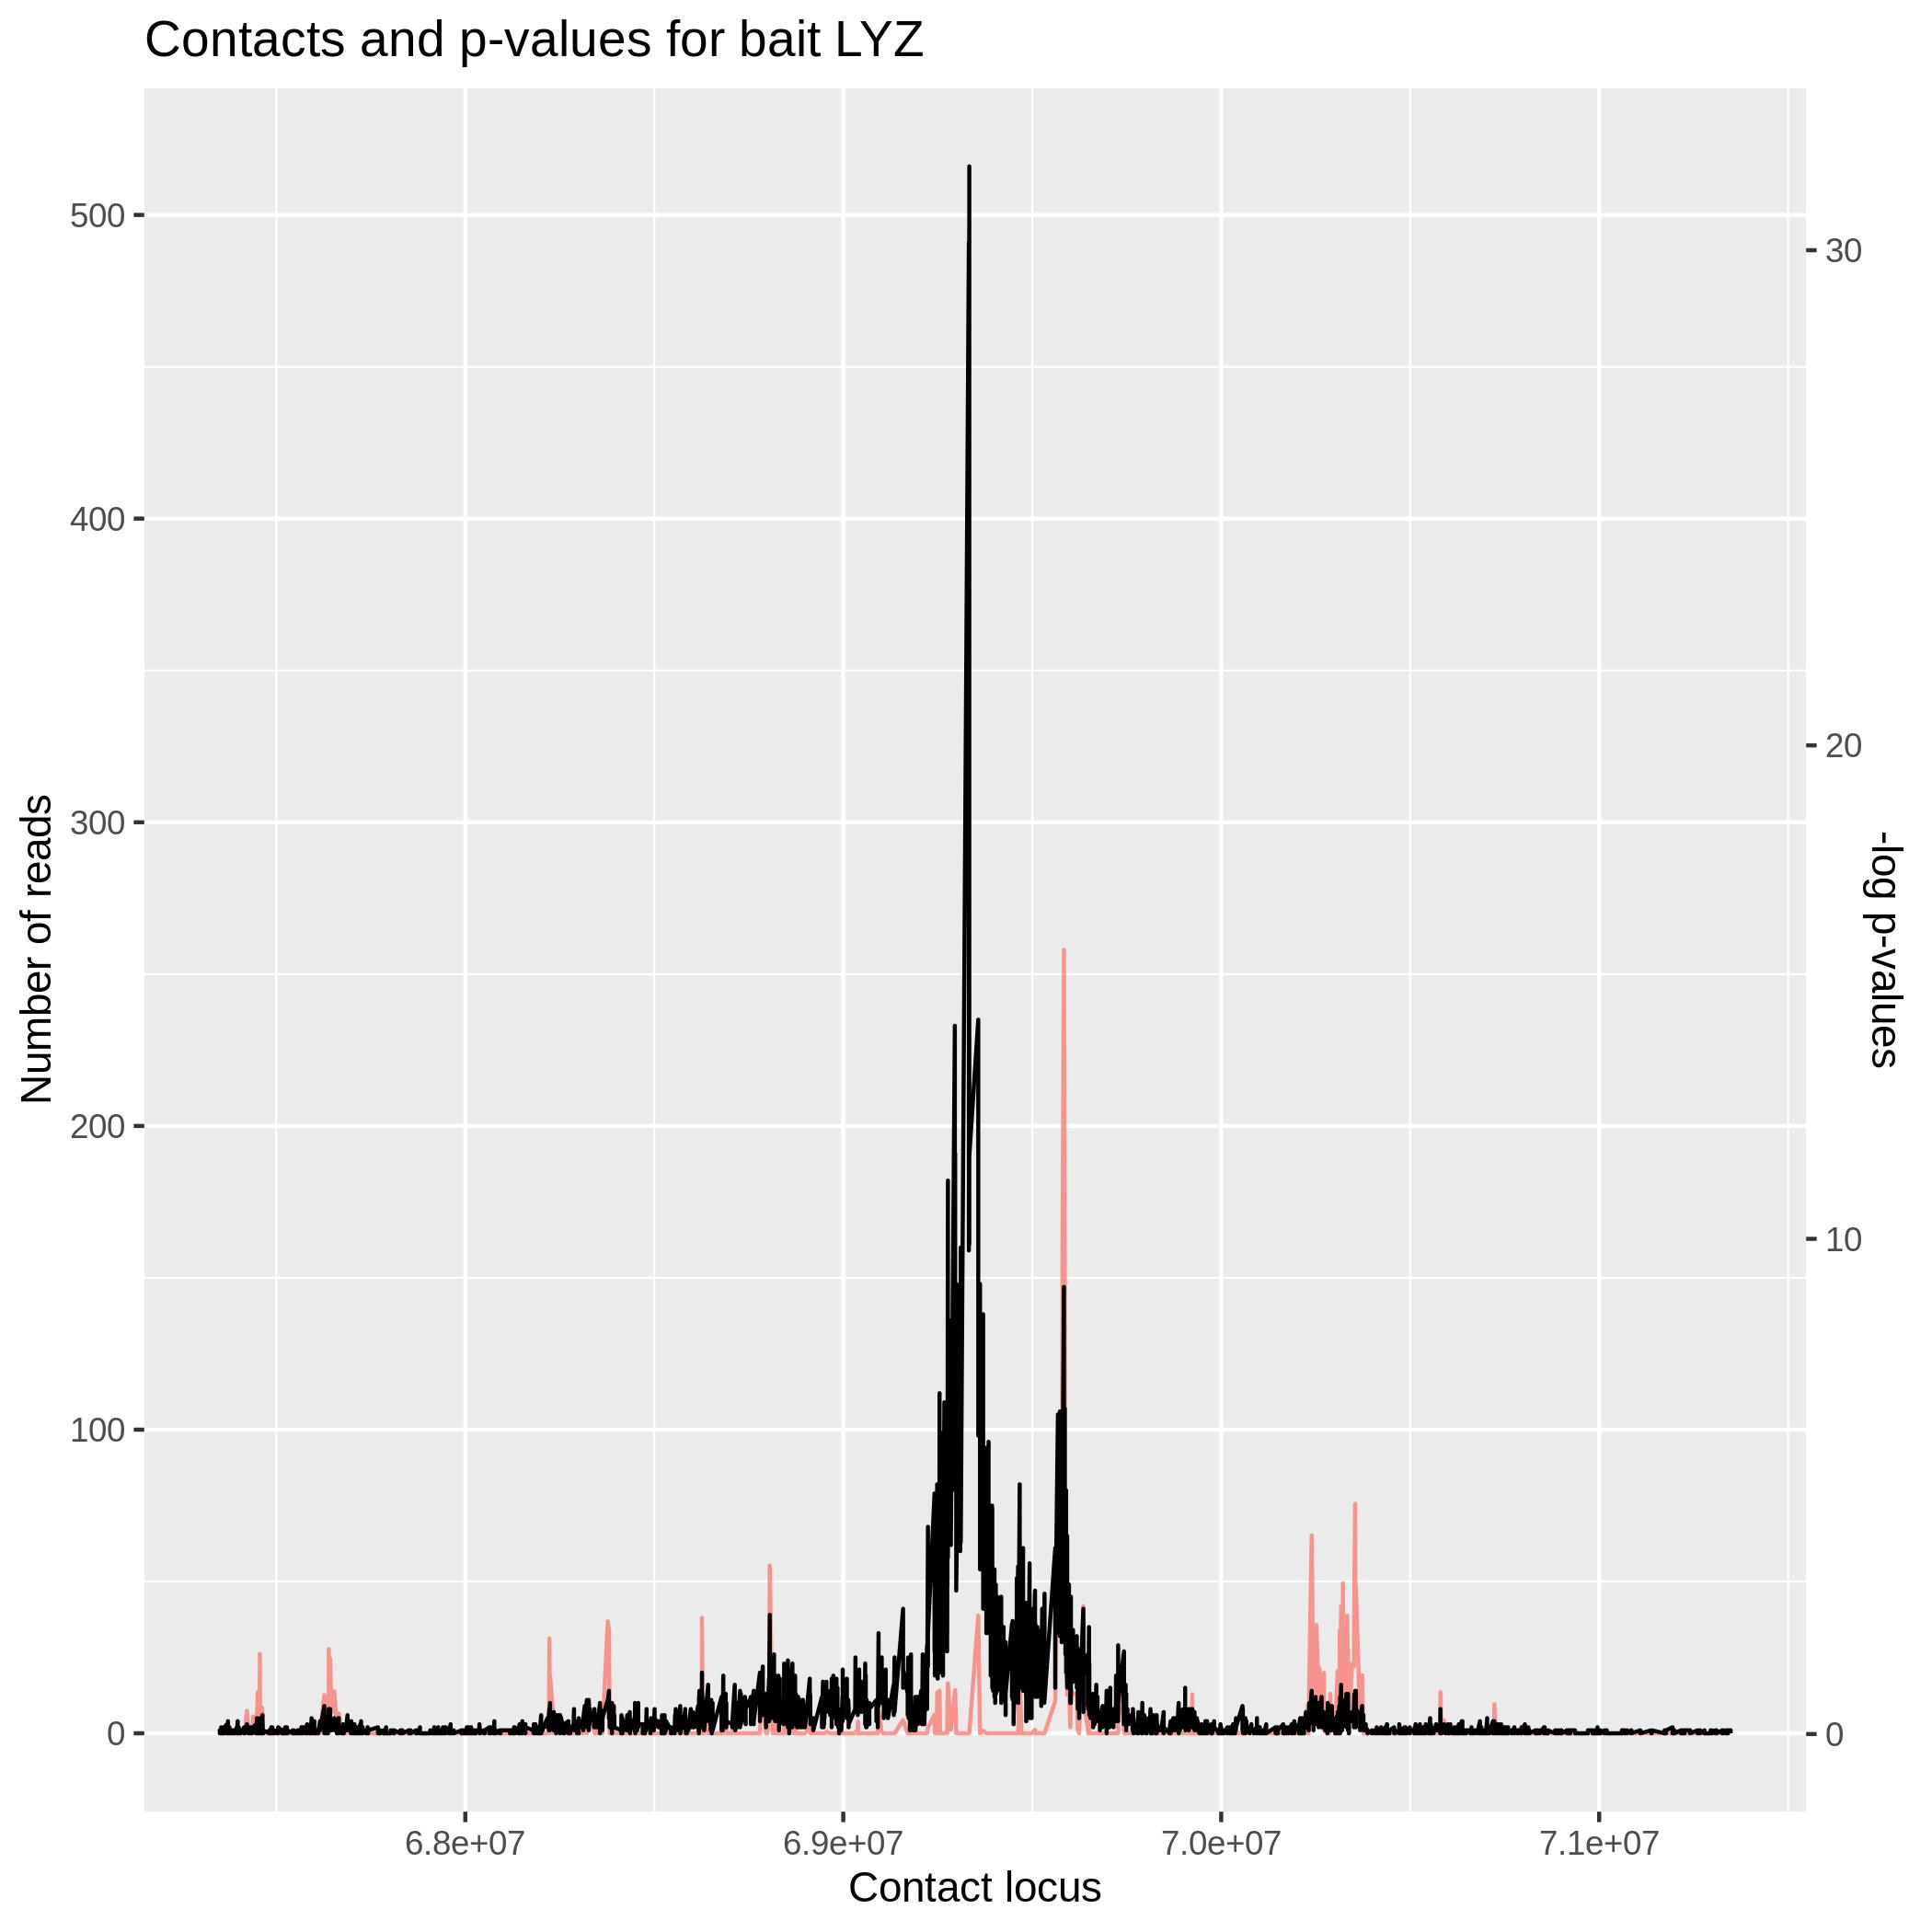 Contacts and p-values for bait LYZ
Number of reads
500
400
300
200
100
0
30
20
10
0
-log p-values
6.8e+07
6.9e+07
7.0e+07
7.1e+07
Contact locus